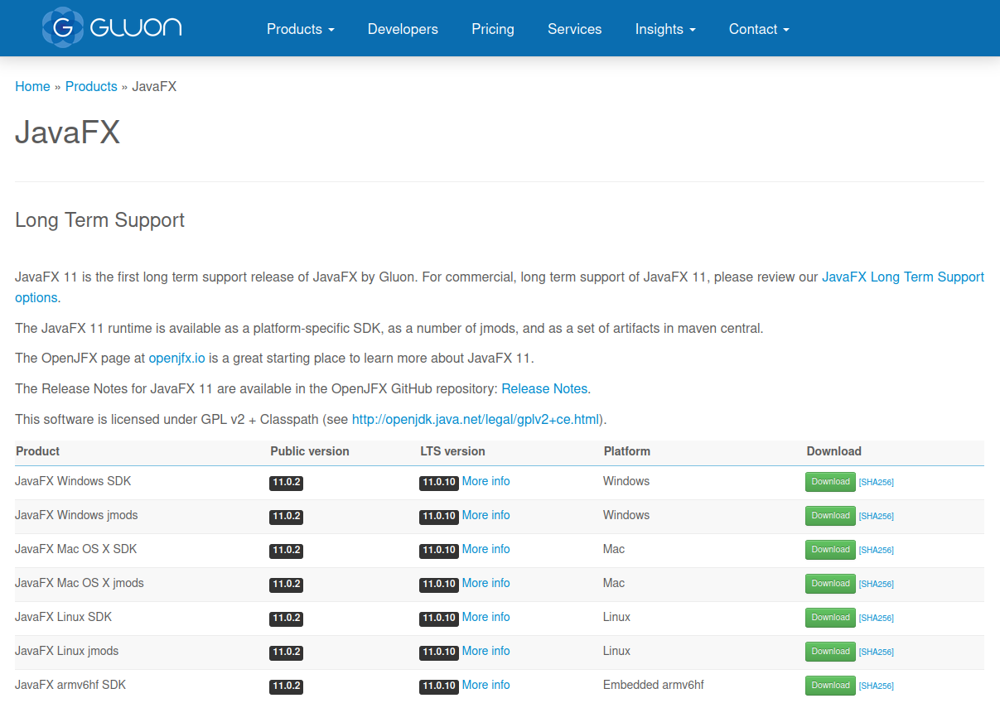 G GLUON Products Developers Pricing Services Insights Contact
Home » Products » JavaFX
JavaFX
Long Term Support
JavaFX 11 is the first long term support release of JavaFX by Gluon. For commercial, long term support of JavaFX 11, please review our JavaFX Long Term Support
options.
The JavaFX 11 runtime is available as a platform-specific SDK, as a number of jmods, and as a set of artifacts in maven central.
The OpenJFX page at openjfx.io is a great starting place to learn more about JavaFX 11.
The Release Notes for JavaFX 11 are available in the OpenJFX GitHub repository: Release Notes.
This software is licensed under GPL v2 + Classpath (see http://openjdk.java.net/legal/gplv2+ce.html).
Product Public version LTS version Platform Download
JavaFX Windows SDK 11.0.2 11.0.10 More info Windows Download [SHA256]
JavaFX Windows jmods 11.0.2 11.0.10 More info Windows Download [SHA256]
JavaFX Mac OS X SDK 11.0.2 11.0.10 More info Mac Download [SHA256]
JavaFX Mac OS X jmods 11.0.2 11.0.10 More info Mac Download [SHA256]
JavaFX Linux SDK 11.0.2 11.0.10 More info Linux Download [SHA256]
JavaFX Linux jmods 11.0.2 11.0.10 More info Linux Download [SHA256]
JavaFX armv6hf SDK 11.0.2 11.0.10 More info Embedded armv6hf Download [SHA256]